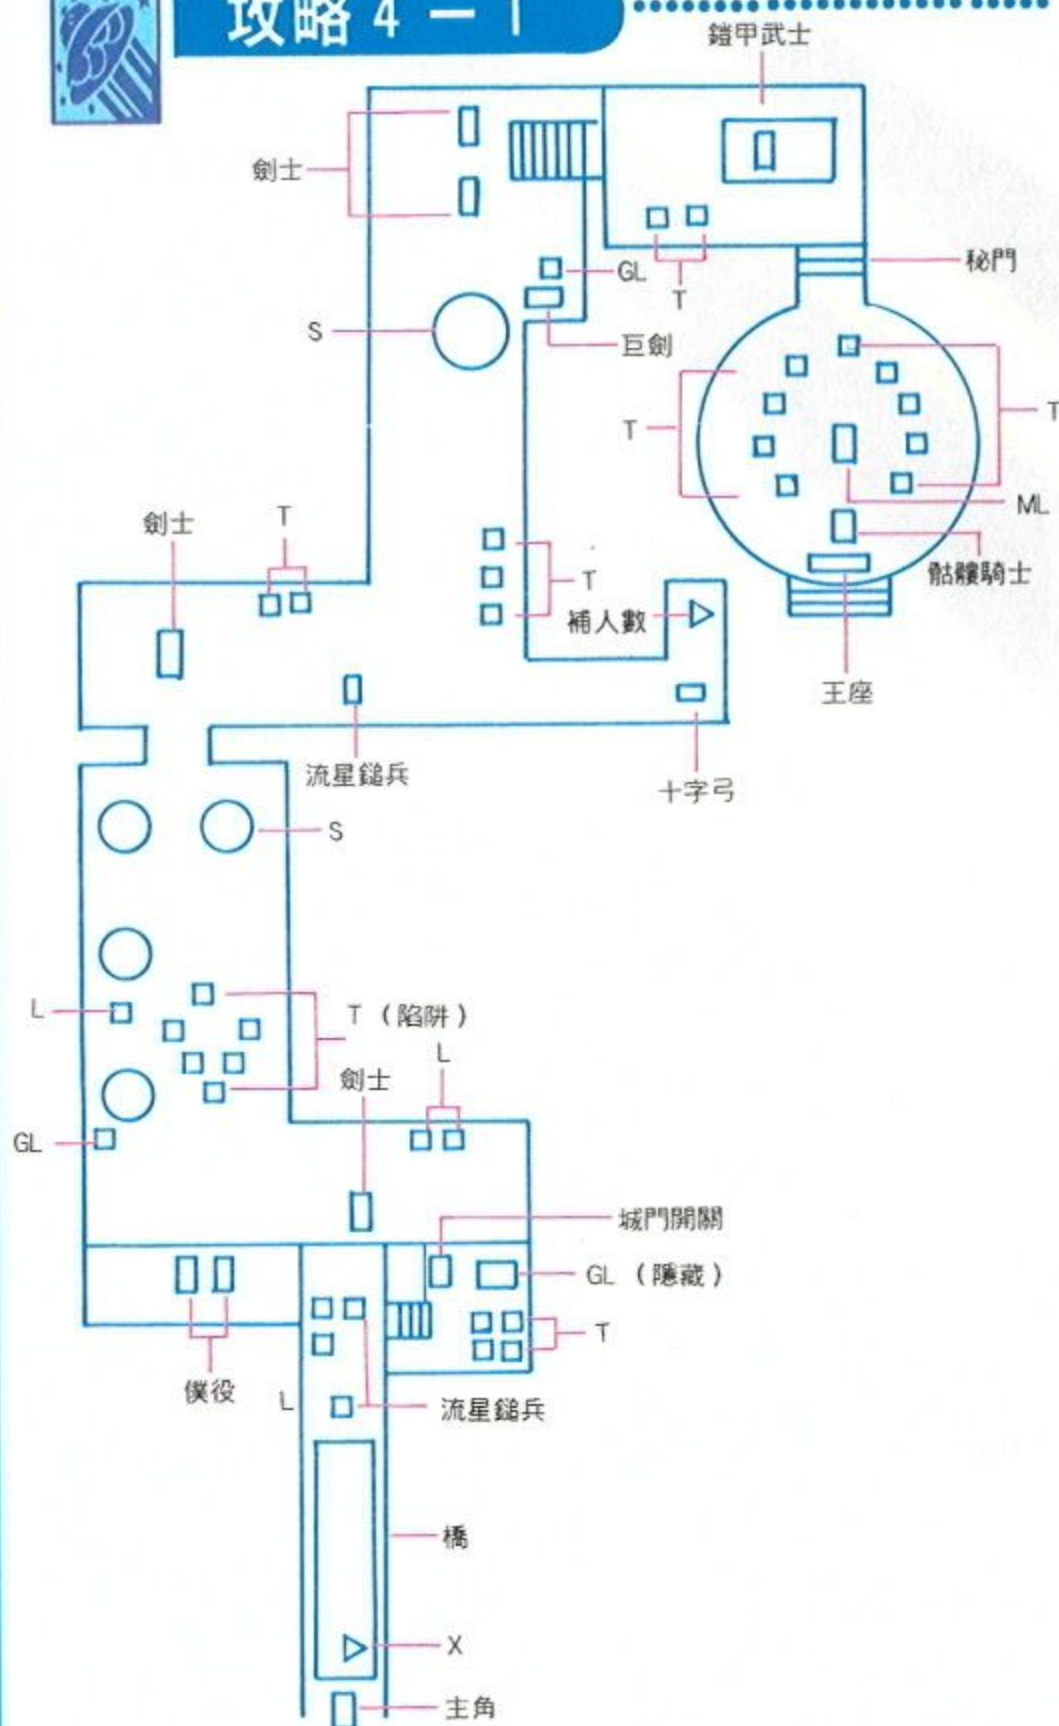 攻略4－1
鎧甲武士
劍士
GL
T
秘門
S
巨劍
T
T
ML
劍士
T
T
補人數
骷髏騎士
王座
流星鎚兵
十字弓
S
L
T（陷阱）
L
劍士
GL
城門開關
GL（隱藏）
T
僕役
L
流星鎚兵
橋
X
主角